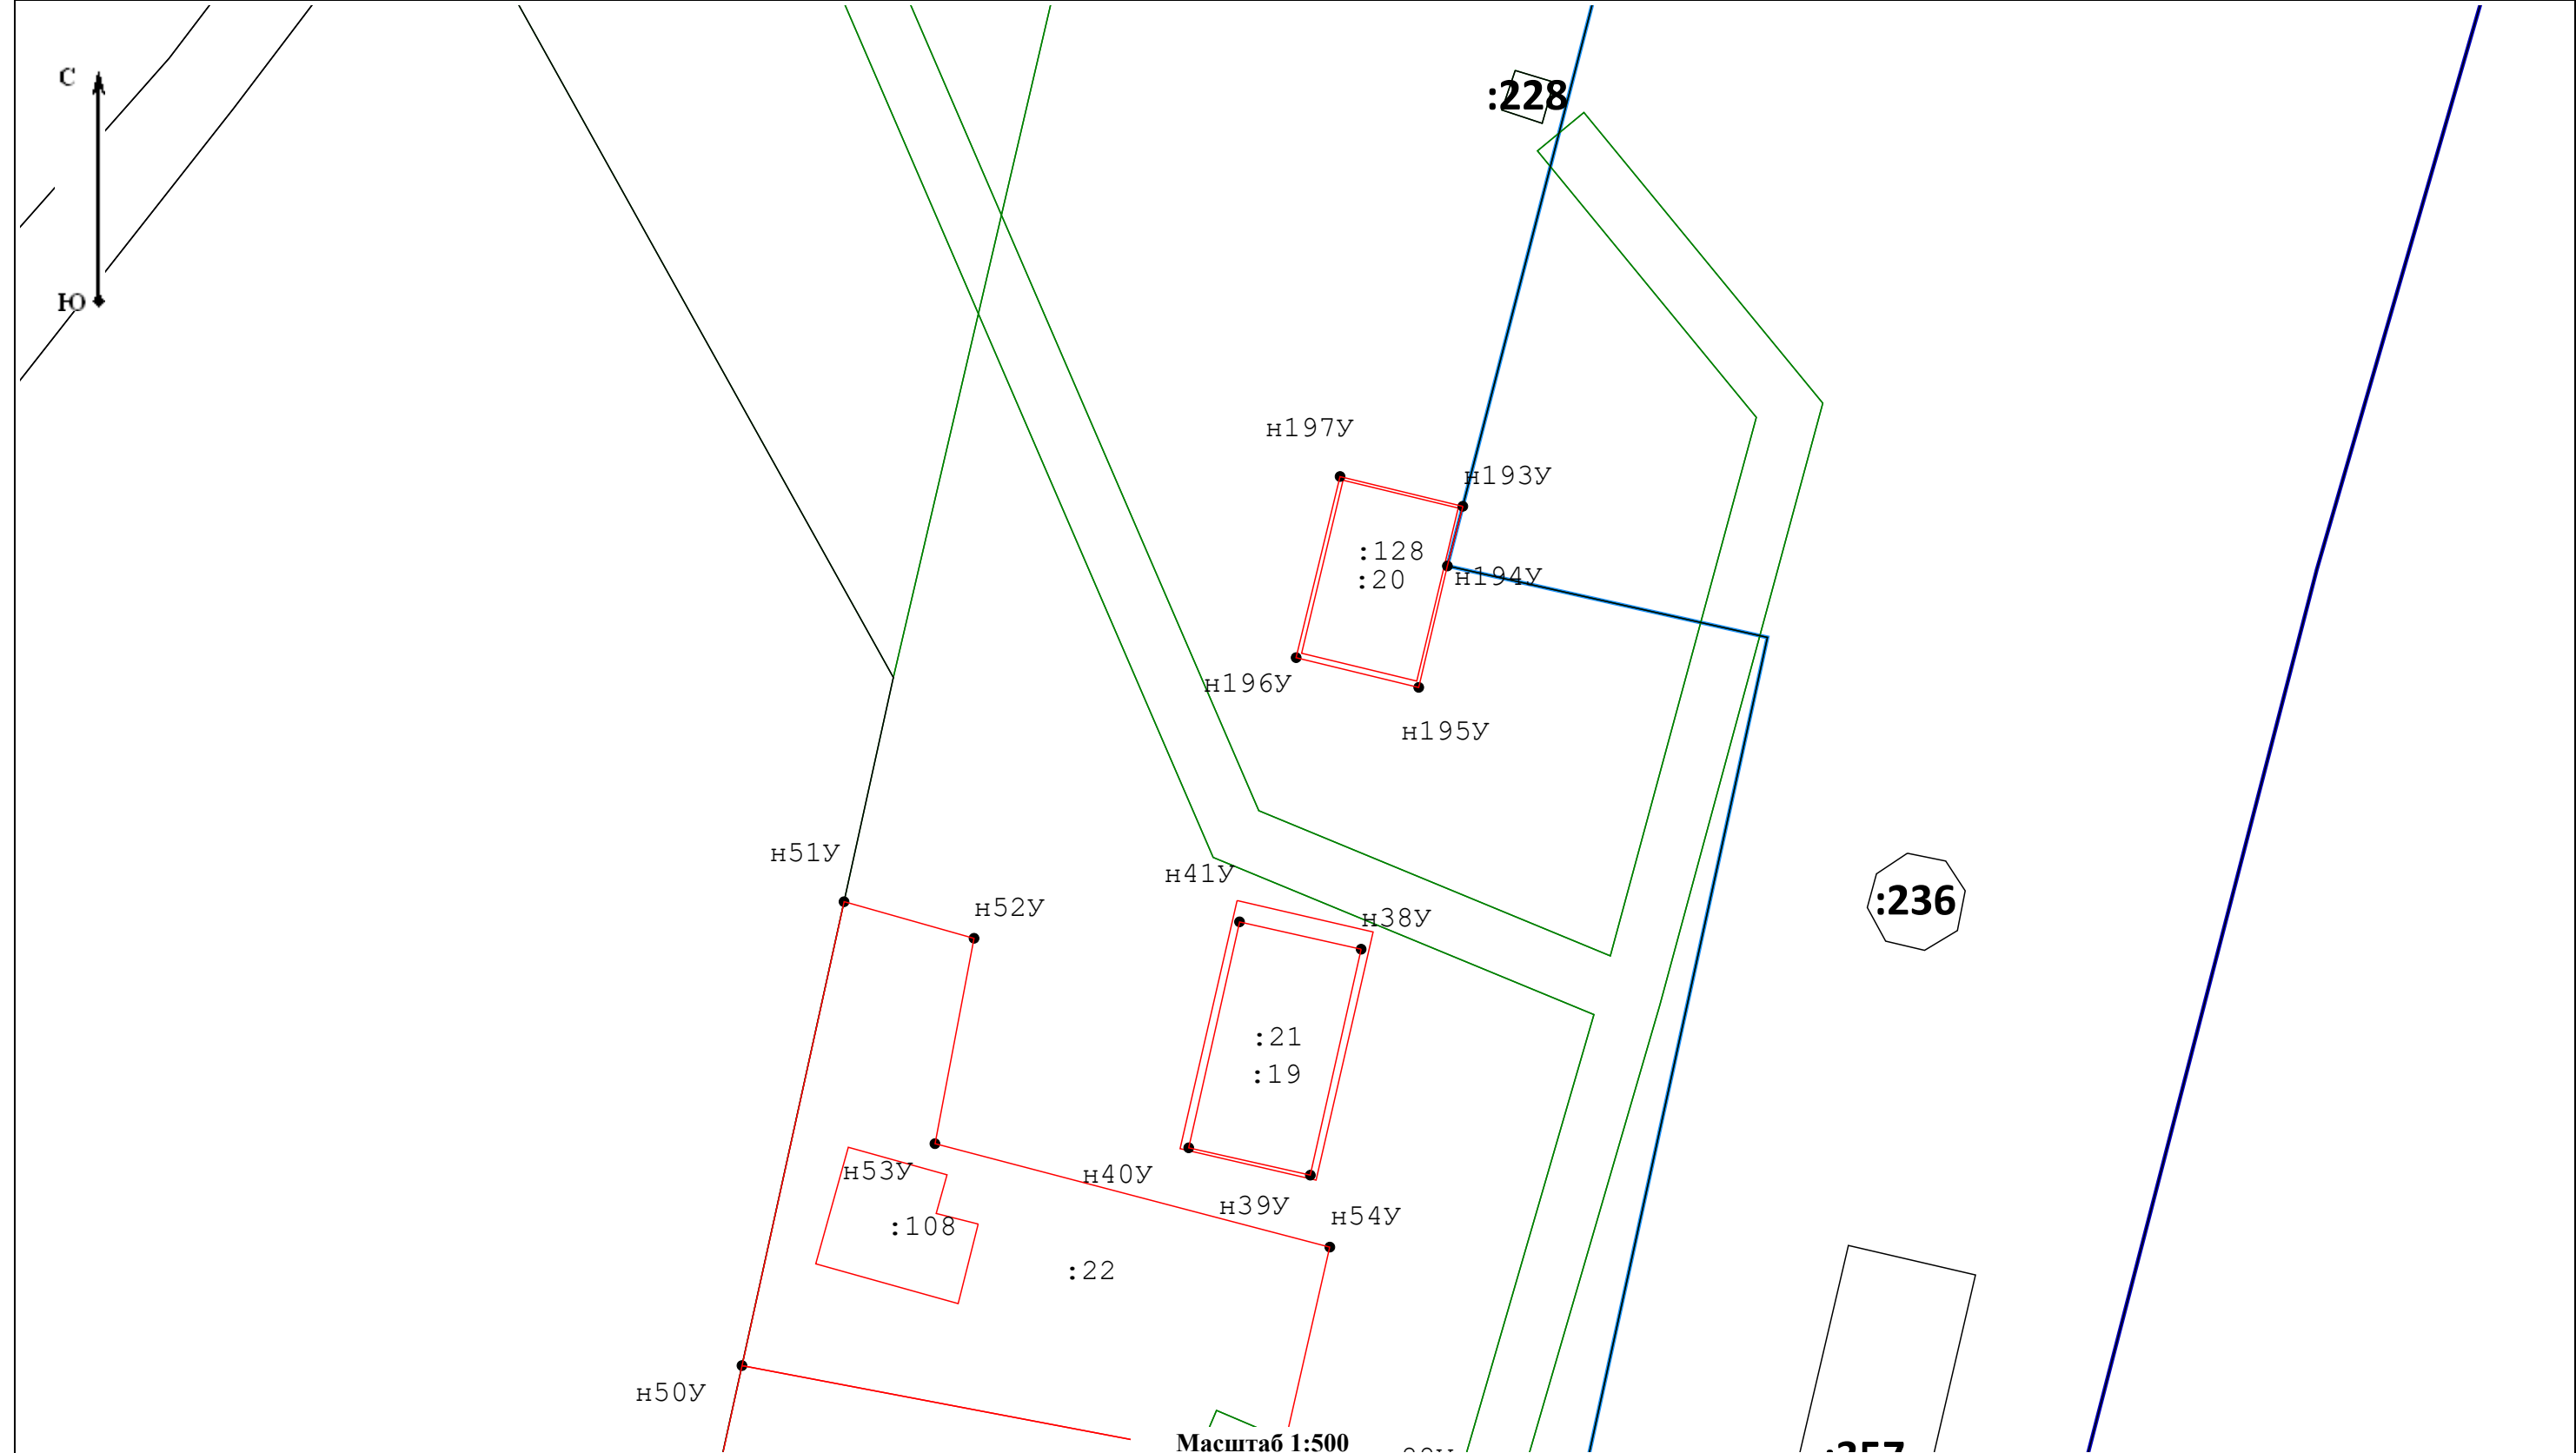 С
:228
Ю
н197У
н193У
:128
н194У
:20
н196У
н195У
н51У
н41У
:236
н52У
н38У
:21
:19
н53У
н40У
н39У
н54У
:108
:22
н50У
Масштаб 1:500
:357